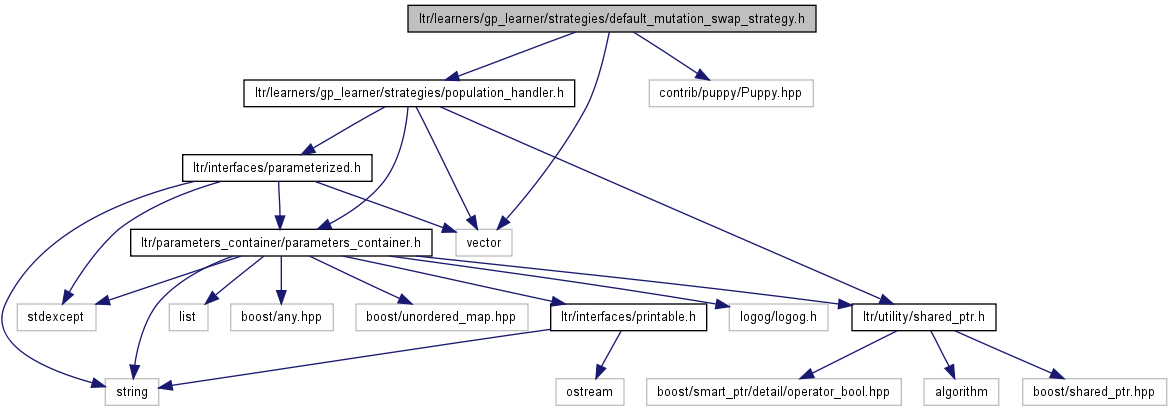 ltr/learners/gp_learner/strategies/default_mutation_swap_strategy.h
ltr/learners/gp_learner/strategies/population_handler.h
contrib/puppy/Puppy.hpp
ltr/interfaces/parameterized.h
ltr/parameters_container/parameters_container.h
vector
stdexcept
list
boost/any.hpp
boost/unordered_map.hpp
ltr/interfaces/printable.h
logog/logog.h
ltr/utility/shared_ptr.h
string
ostream
boost/smart_ptr/detail/operator_bool.hpp
algorithm
boost/shared_ptr.hpp